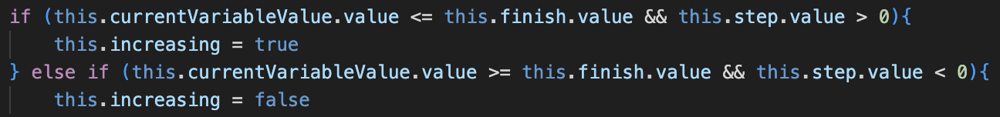 if (this.currentVariableValue.value <= this.finish.value && this.step.value > 0){
    this.increasing = true
} else if (this.currentVariableValue.value >= this.finish.value && this.step.value < 0){
    this.increasing = false